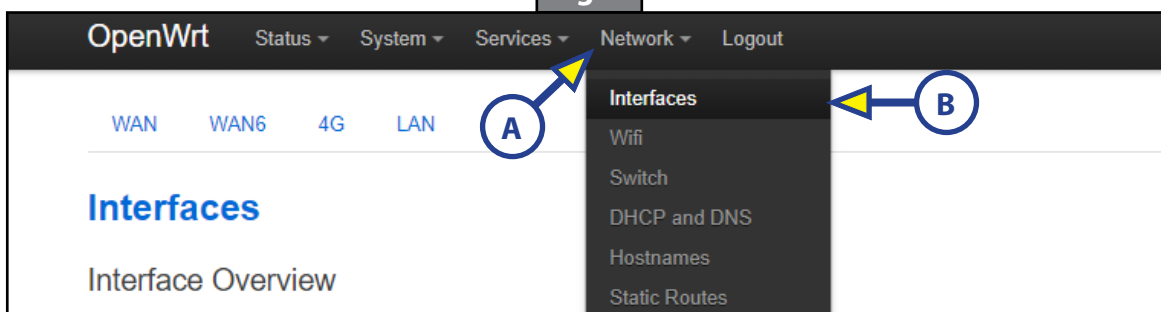 OpenWrt Status System Services Network Logout
WAN WAN6 4G LAN
A
Interfaces
B
Wifi
Switch
DHCP and DNS
Hostnames
Static Routes
Interfaces
Interface Overview